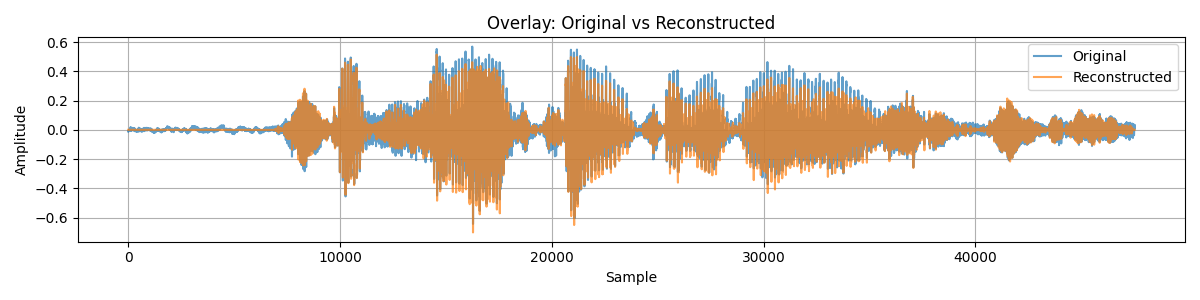 Overlay: Original vs Reconstructed
Amplitude
0.6
0.4
0.2
0.0
−0.2
−0.4
−0.6
Original
Reconstructed
0
10000
20000
30000
40000
Sample